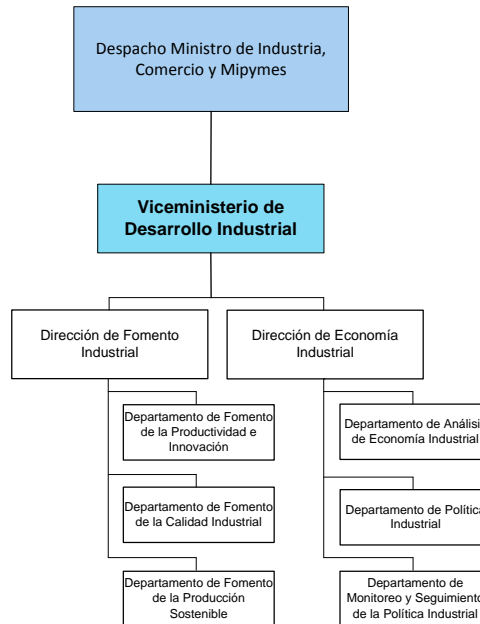 Despacho Ministro de Industria,
Comercio y Mipymes
Viceministerio de
Desarrollo Industrial
Dirección de Fomento
Industrial
Dirección de Economía
Industrial
Departamento de Fomento
de la Productividad e
Innovación
Departamento de Análisi
de Economía Industrial
Departamento de Fomento
de la Calidad Industrial
Departamento de Política
Industrial
Departamento de Fomento
de la Producción
Sostenible
Departamento de
Monitoreo y Seguimiento
de la Política Industrial